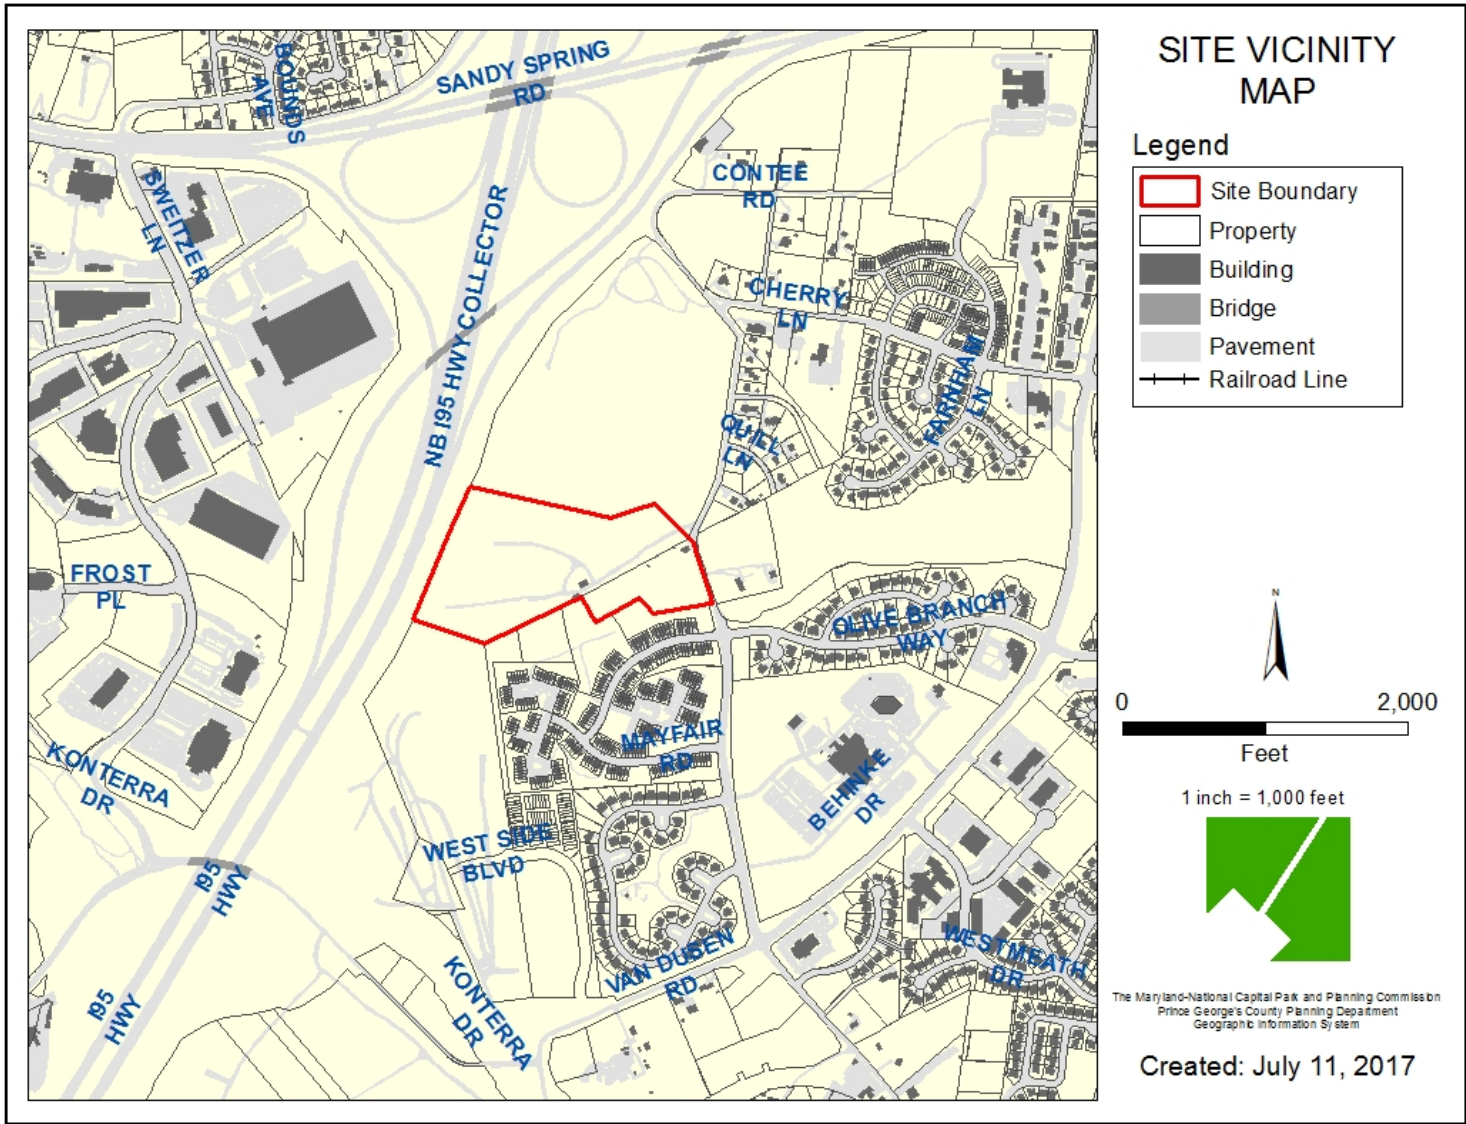 SITE VICINITY
MAP
Legend
Site Boundary
Property
Building
Bridge
Pavement
Railroad Line
BOUNDS
AVE
SANDY SPRING
RD
SWEITZER
LN
CONTEE
RD
NB I95 HWY COLLECTOR
CHERRY
LN
FARNHAM
LN
QUILL
LN
FROST
PL
OLIVE BRANCH
WAY
MAYFAIR
RD
BEHINKE
DR
KONTERRA
DR
WEST SIDE
BLVD
I95
HWY
VAN DUSEN
RD
WESTMEATH
DR
I95
HWY
KONTERRA
DR
N
0 2,000
Feet
1 inch = 1,000 feet
The Maryland-National Capital Park and Planning Commission
Prince George's County Planning Department
Geographic Information System
Created: July 11, 2017